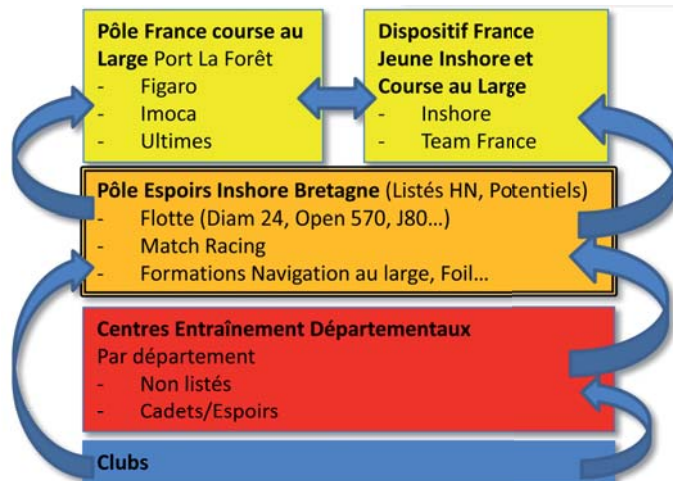 Pôle France course au
Large Port La Forêt
- Figaro
- Imoca
- Ultimes
Dispositif France
Jeune Inshore et
Course au Large
- Inshore
- Team France
Pôle Espoirs Inshore Bretagne (Listés HN, Potentiels)
- Flotte (Diam 24, Open 570, J80...)
- Match Racing
- Formations Navigation au large, Foil...
Centres Entraînement Départementaux
Par département
- Non listés
- Cadets/Espoirs
Clubs